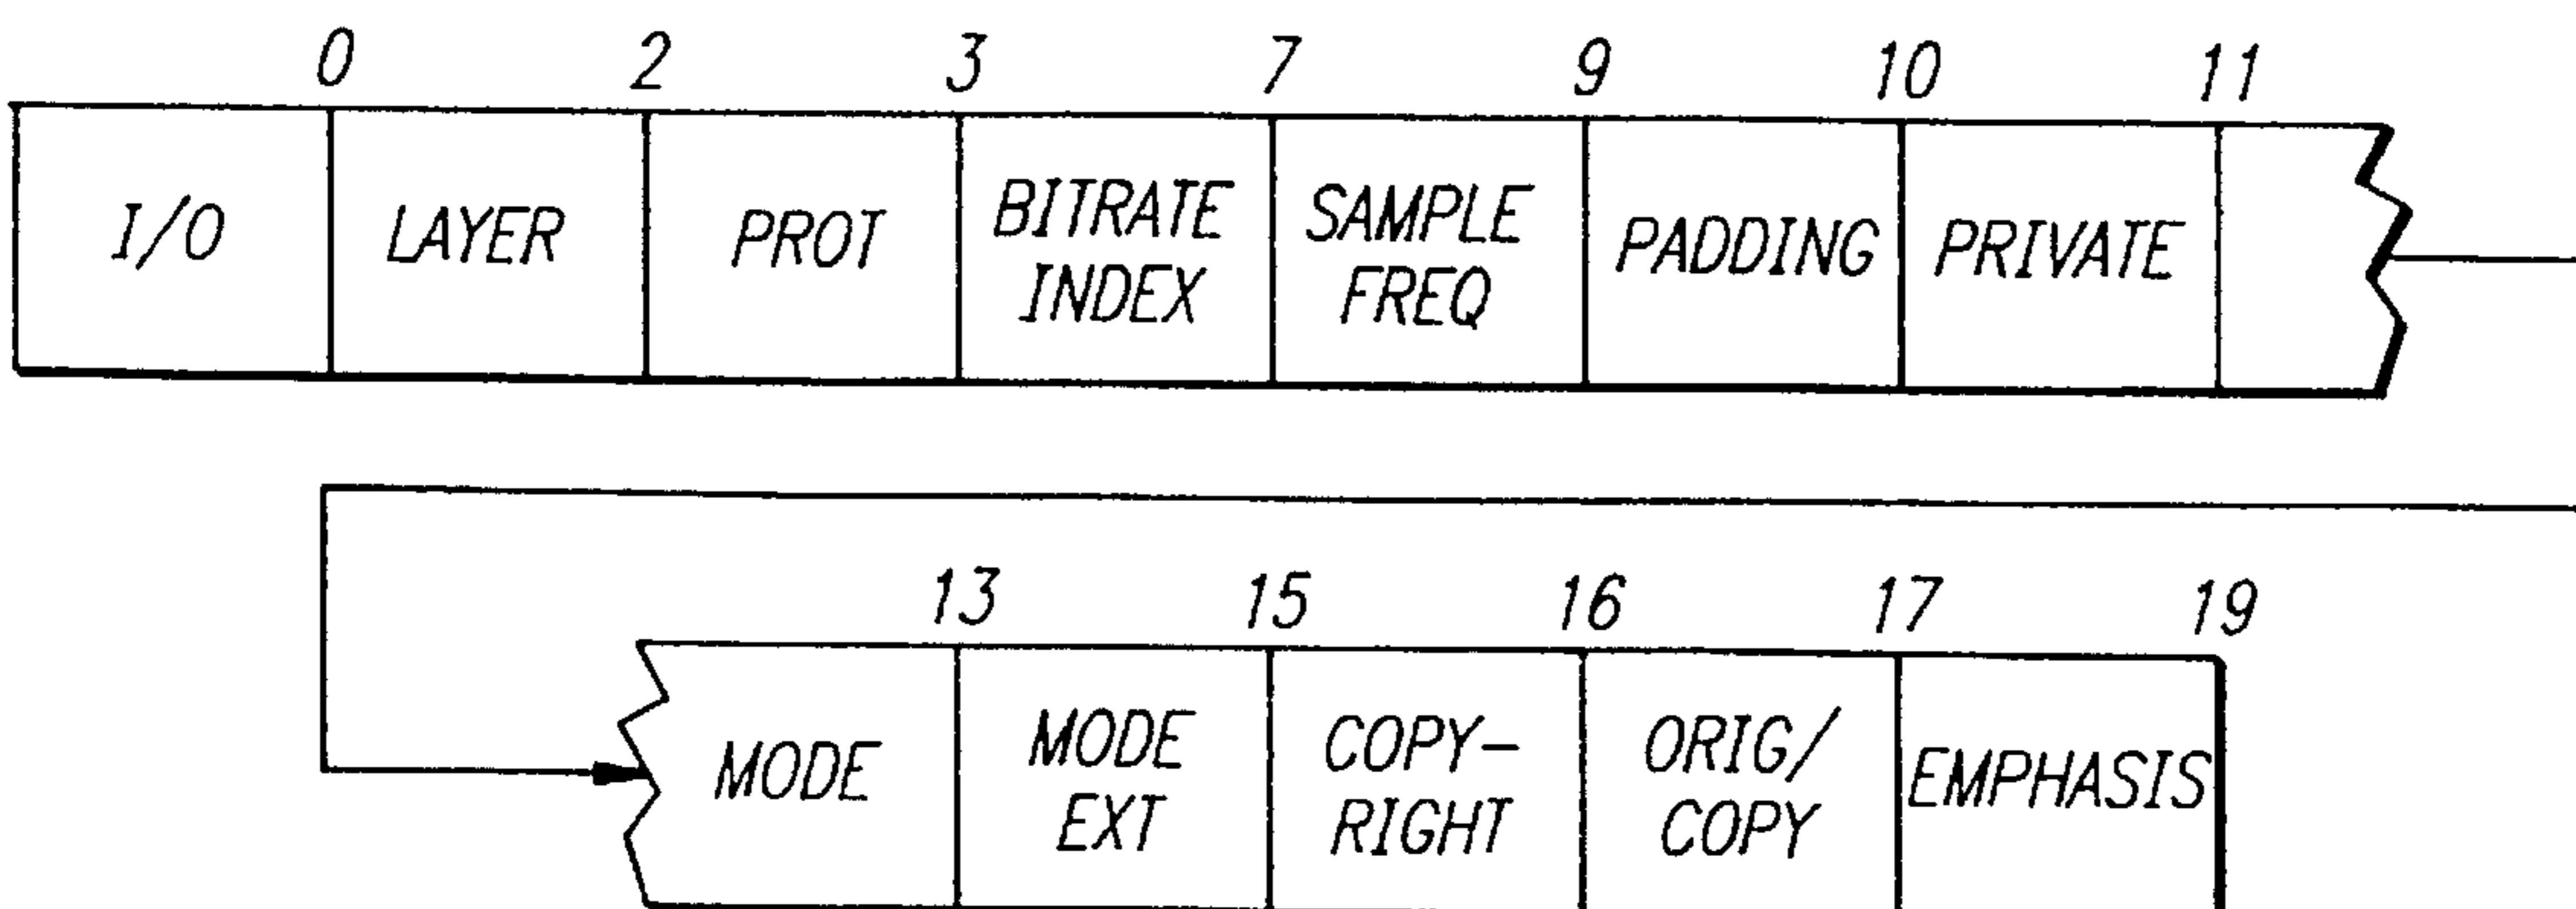 0 2 3 7 9 10 11
I/O LAYER PROT BITRATE INDEX SAMPLE FREQ PADDING PRIVATE
13 15 16 17 19
MODE MODE EXT COPY-RIGHT ORIG/COPY EMPHASIS